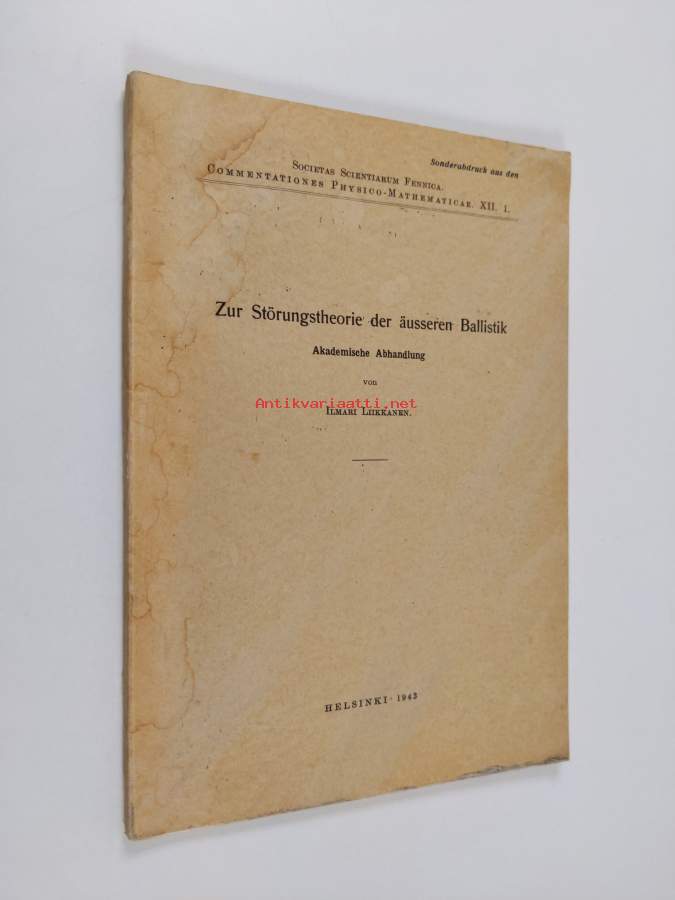 Sonderabdruck aus den
SOCIETAS SCIENTIARUM FENNICA.
COMMENTATIONES PHYSICO-MATHEMATICAE. XII. 1.
Zur Störungstheorie der äusseren Ballistik
Akademische Abhandlung
von
Antikvariaatti.net
ILMARI LIIKKANEN.
HELSINKI 1943